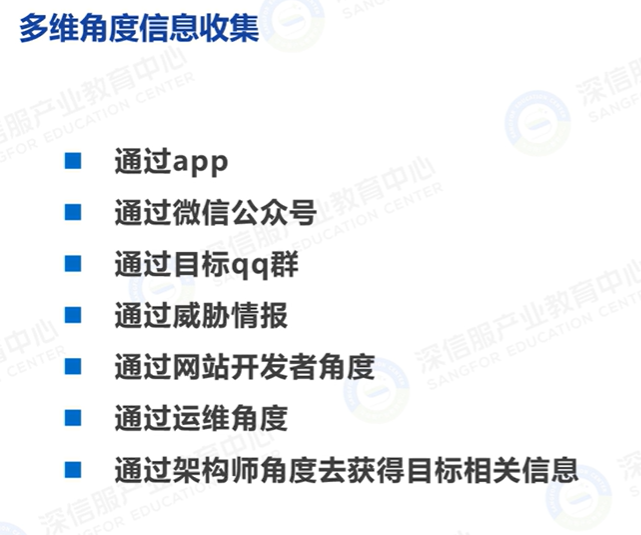 多维角度信息收集
通过app
通过微信公众号
通过目标qq群
通过威胁情报
通过网站开发者角度
通过运维角度
通过架构师角度去获得目标相关信息
深信服产业教育中心
SANGFOR EDUCATION CENTER